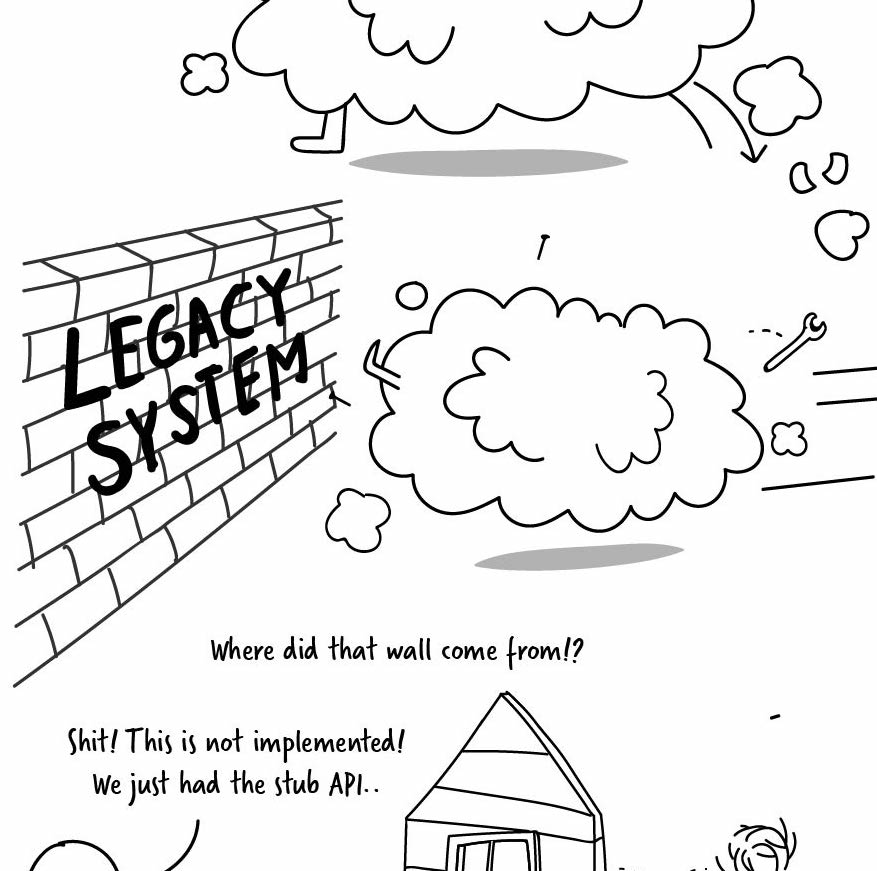 LEGACY
SYSTEM
Where did that wall come from!?
Shit! This is not implemented!
We just had the stub API..